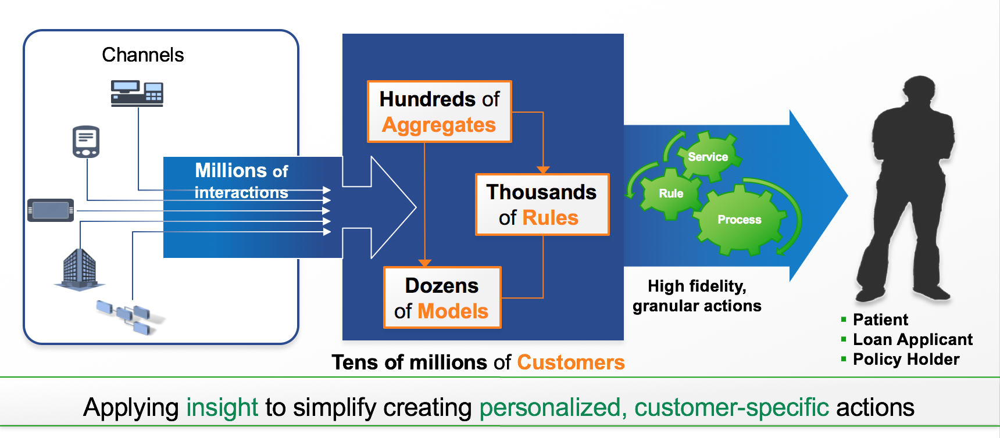 Channels
Millions of
interactions
Hundreds of
Aggregates
Thousands
of Rules
Dozens
of Models
Tens of millions of Customers
Service
Rule
Process
High fidelity,
granular actions
Patient
Loan Applicant
Policy Holder
Applying insight to simplify creating personalized, customer-specific actions